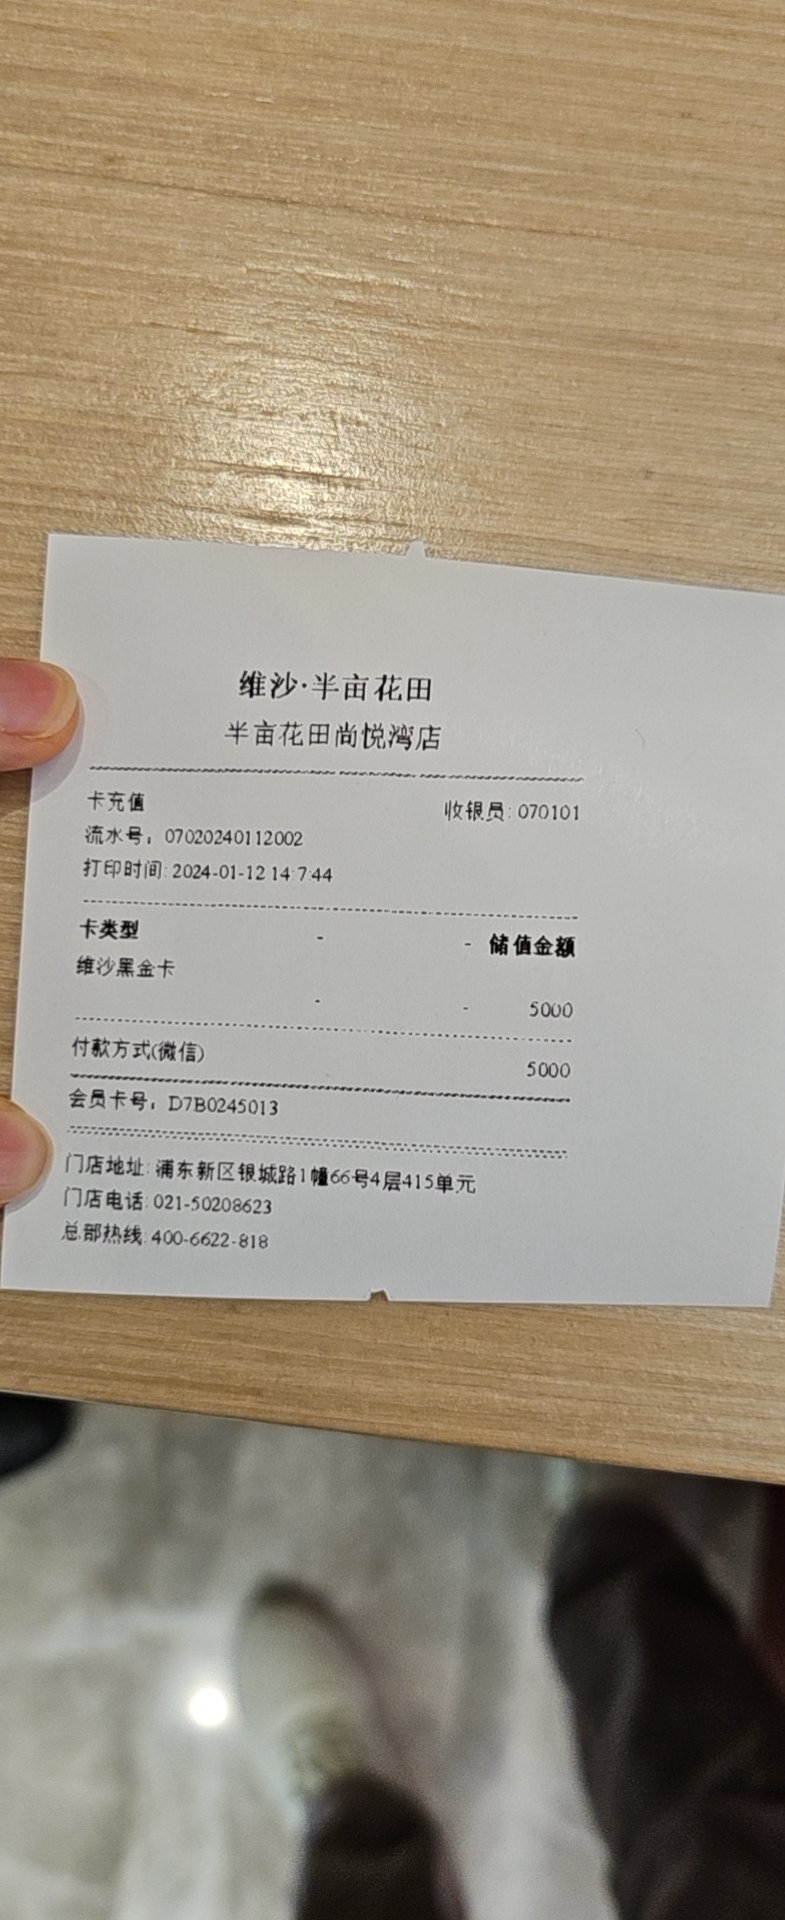 维沙·半亩花田
半亩花田尚悦湾店
卡充值 收银员: 070101
流水号：07020240112002
打印时间: 2024-01-12 14:7:44
卡类型 - - 储值金额
维沙黑金卡
- - 5000
付款方式(微信) 5000
会员卡号：D7B0245013
门店地址: 浦东新区银城路1幢66号4层415单元
门店电话: 021-50208623
总部热线: 400-6622-818